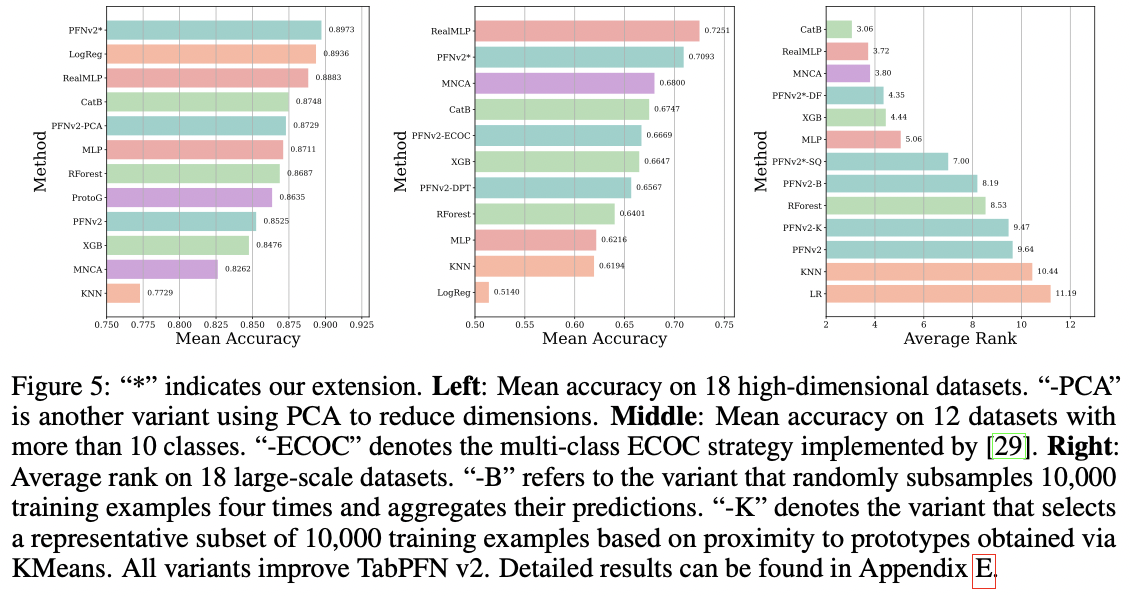 PFNv2*
LogReg
RealMLP
CatB
PFNv2-PCA
MLP
RForest
ProtoG
PFNv2
XGB
MNCA
KNN
0.8973
0.8936
0.8883
0.8748
0.8729
0.8711
0.8687
0.8635
0.8525
0.8476
0.8262
0.7729
Method
0.750 0.775 0.800 0.825 0.850 0.875 0.900 0.925
Mean Accuracy
RealMLP
PFNv2*
MNCA
CatB
PFNv2-ECOC
XGB
PFNv2-DPT
RForest
MLP
KNN
LogReg
0.7251
0.7093
0.6800
0.6747
0.6669
0.6647
0.6567
0.6401
0.6216
0.6194
0.5140
Method
0.50 0.55 0.60 0.65 0.70 0.75
Mean Accuracy
CatB
RealMLP
MNCA
PFNv2*-DF
XGB
MLP
PFNv2*-SQ
PFNv2-B
RForest
PFNv2-K
PFNv2
KNN
LR
3.06
3.72
3.80
4.35
4.44
5.06
7.00
8.19
8.53
9.47
9.64
10.44
11.19
Method
2 4 6 8 10 12
Average Rank
Figure 5: “*” indicates our extension. Left: Mean accuracy on 18 high-dimensional datasets. “-PCA”
is another variant using PCA to reduce dimensions. Middle: Mean accuracy on 12 datasets with
more than 10 classes. “-ECOC” denotes the multi-class ECOC strategy implemented by [29]. Right:
Average rank on 18 large-scale datasets. “-B” refers to the variant that randomly subsamples 10,000
training examples four times and aggregates their predictions. “-K” denotes the variant that selects
a representative subset of 10,000 training examples based on proximity to prototypes obtained via
KMeans. All variants improve TabPFN v2. Detailed results can be found in Appendix E.